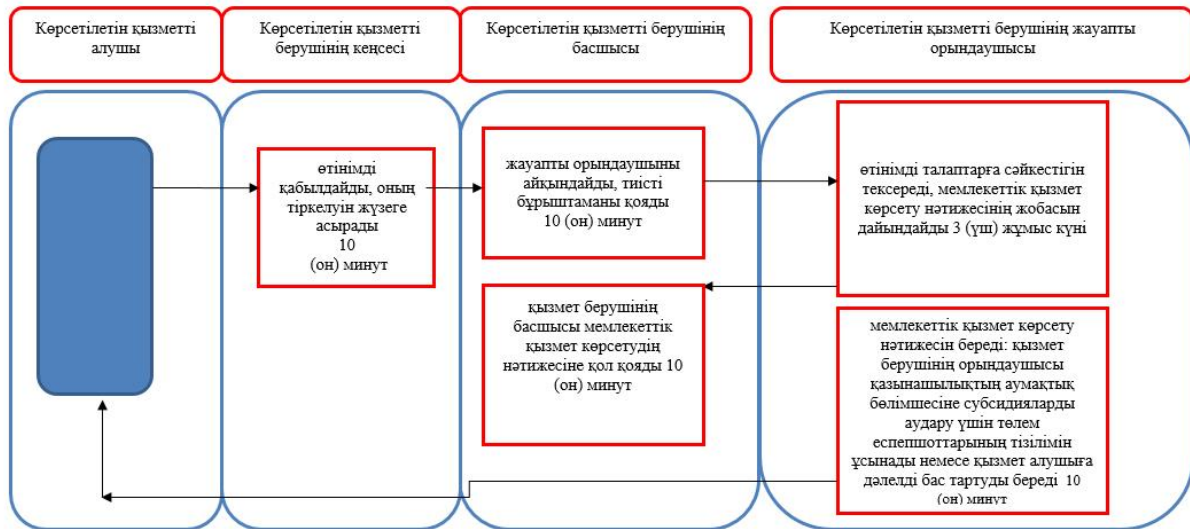 Көрсетілетін қызметті
алушы
Көрсетілетін қызметті
берушінің кеңсесі
Көрсетілетін қызметті берушінің
басшысы
Көрсетілетін қызметті берушінің жауапты
орындаушысы
өтінімді
қабылдайды, оның
тіркелуін жүзеге
асырады
10
(он) минут
жауапты орындаушыны
айқындайды, тиісті
бұрыштаманы қояды
10 (он) минут
өтінімді талаптарға сәйкестігін
тексереді, мемлекеттік қызмет
көрсету нәтижесінің жобасын
дайындайды 3 (үш) жұмыс күні
қызмет берушінің
басшысы мемлекеттік
қызмет көрсетудің
нәтижесіне қол қояды 10
(он) минут
мемлекеттік қызмет көрсету
нәтижесін береді: қызмет
берушінің орындаушысы
қазынашылықтың аумақтық
бөлімшесіне субсидияларды
аудару үшін төлем
еспепшоттарының тізілімін
ұсынады немесе қызмет алушыға
дәлелді бас тартуды береді 10
(он) минут